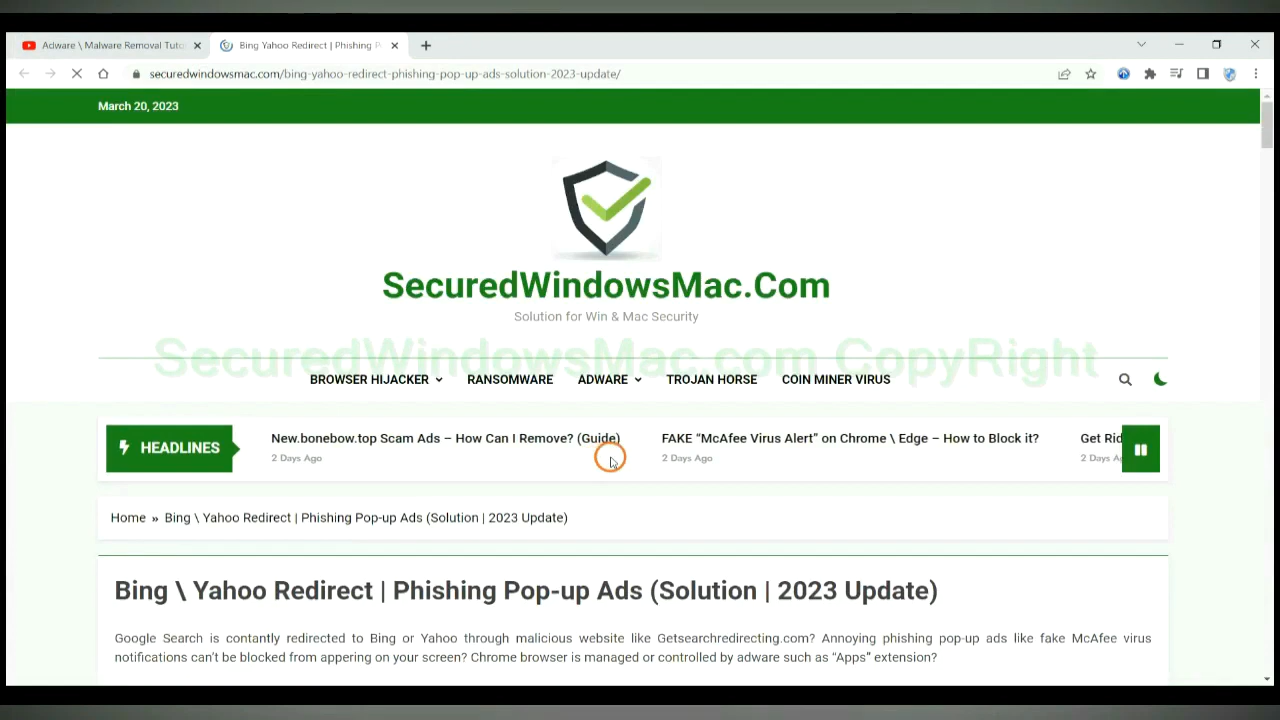 Adware \ Malware Removal Tuto
Bing Yahoo Redirect | Phishing P
securedwindowsmac.com/bing-yahoo-redirect-phishing-pop-up-ads-solution-2023-update/
March 20, 2023
SecuredWindowsMac.Com
Solution for Win & Mac Security
SecuredWindowsMac.com CopyRight
BROWSER HIJACKER RANSOMWARE ADWARE TROJAN HORSE COIN MINER VIRUS
HEADLINES
New.bonebow.top Scam Ads – How Can I Remove? (Guide)
2 Days Ago
FAKE “McAfee Virus Alert” on Chrome \ Edge – How to Block it?
2 Days Ago
Get Rid
2 Days A
Home » Bing \ Yahoo Redirect | Phishing Pop-up Ads (Solution | 2023 Update)
Bing \ Yahoo Redirect | Phishing Pop-up Ads (Solution | 2023 Update)
Google Search is contantly redirected to Bing or Yahoo through malicious website like Getsearchredirecting.com? Annoying phishing pop-up ads like fake McAfee virus
notifications can’t be blocked from appering on your screen? Chrome browser is managed or controlled by adware such as “Apps” extension?